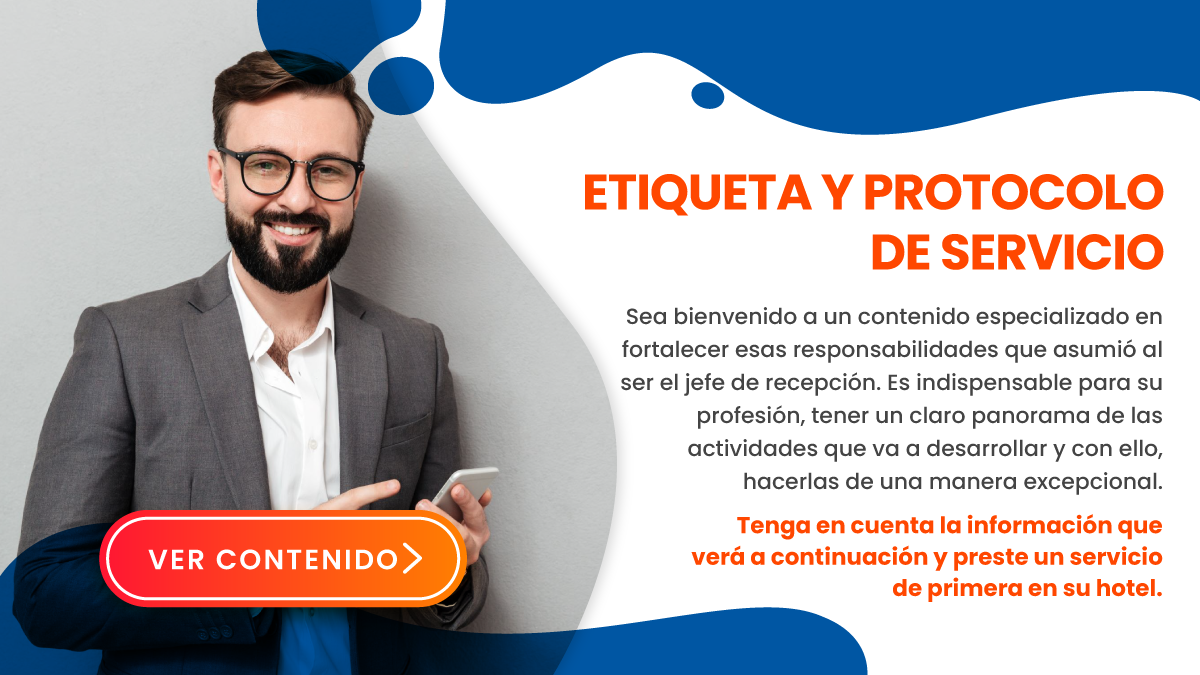 ETIQUETA Y PROTOCOLO
DE SERVICIO
Sea bienvenido a un contenido especializado en
fortalecer esas responsabilidades que asumió al
ser el jefe de recepción. Es indispensable para su
profesión, tener un claro panorama de las
actividades que va a desarrollar y con ello,
hacerlas de una manera excepcional.
Tenga en cuenta la información que
verá a continuación y preste un servicio
de primera en su hotel.
VER CONTENIDO